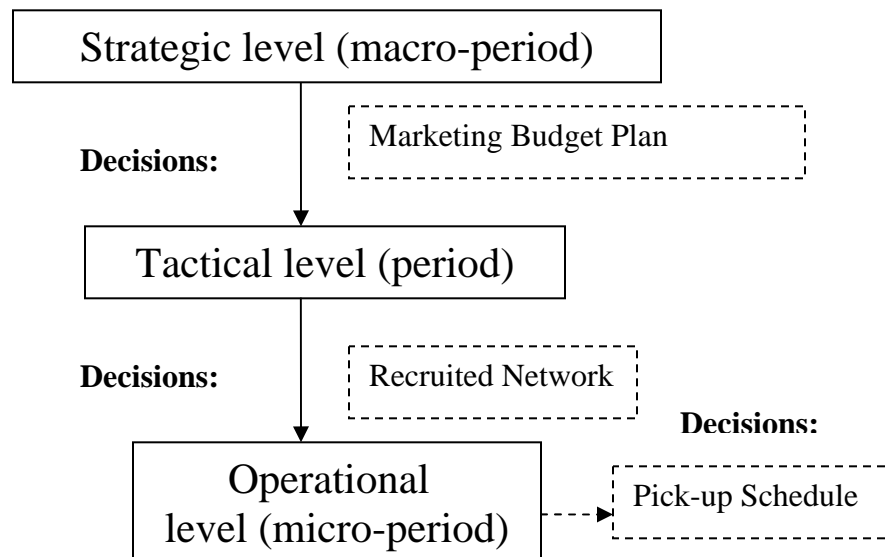 Strategic level (macro-period)
Marketing Budget Plan
Decisions:
Tactical level (period)
Decisions:
Recruited Network
Decisions:
Operational
level (micro-period)
Pick-up Schedule